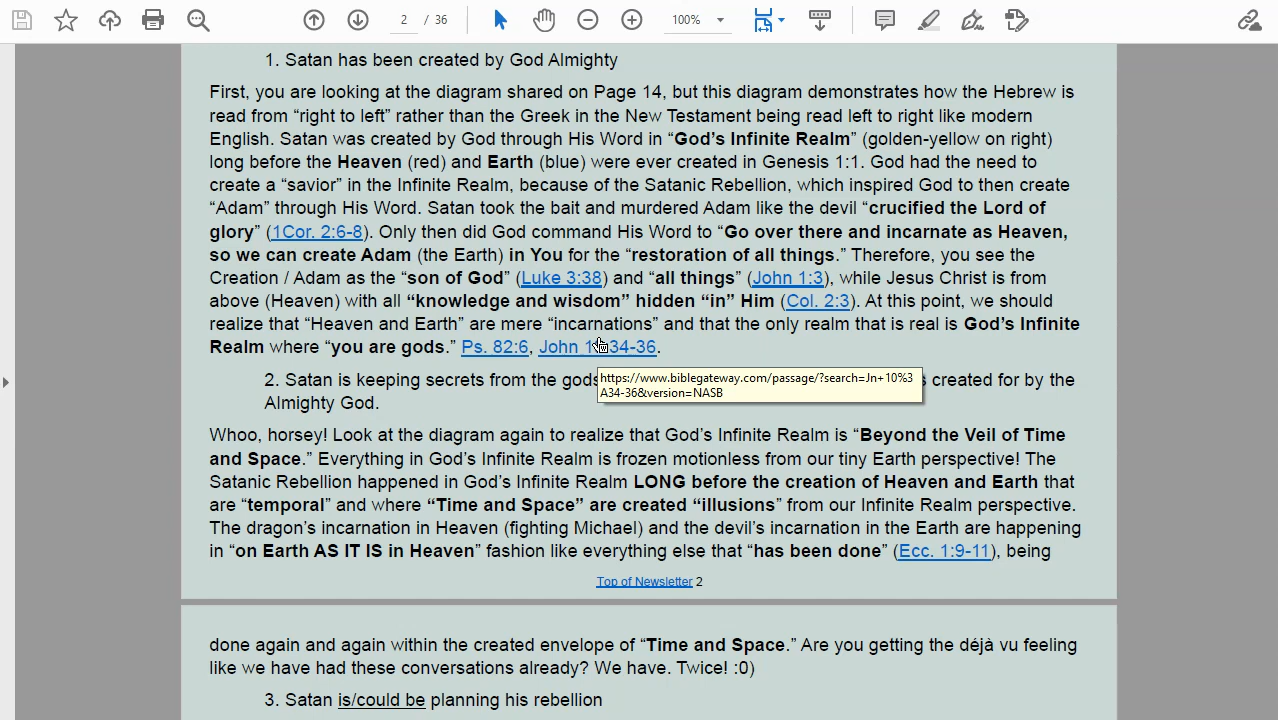 2 / 36
100%
1. Satan has been created by God Almighty
First, you are looking at the diagram shared on Page 14, but this diagram demonstrates how the Hebrew is
read from “right to left” rather than the Greek in the New Testament being read left to right like modern
English. Satan was created by God through His Word in “God’s Infinite Realm” (golden-yellow on right)
long before the Heaven (red) and Earth (blue) were ever created in Genesis 1:1. God had the need to
create a “savior” in the Infinite Realm, because of the Satanic Rebellion, which inspired God to then create
“Adam” through His Word. Satan took the bait and murdered Adam like the devil “crucified the Lord of
glory” (1Cor. 2:6-8). Only then did God command His Word to “Go over there and incarnate as Heaven,
so we can create Adam (the Earth) in You for the “restoration of all things.” Therefore, you see the
Creation / Adam as the “son of God” (Luke 3:38) and “all things” (John 1:3), while Jesus Christ is from
above (Heaven) with all “knowledge and wisdom” hidden “in” Him (Col. 2:3). At this point, we should
realize that “Heaven and Earth” are mere “incarnations” and that the only realm that is real is God’s Infinite
Realm where “you are gods.” Ps. 82:6, John 1 34-36.
2. Satan is keeping secrets from the gods created for by the
https://www.biblegateway.com/passage/?search=Jn+10%3
A34-36&version=NASB
Almighty God.
Whoo, horsey! Look at the diagram again to realize that God’s Infinite Realm is “Beyond the Veil of Time
and Space.” Everything in God’s Infinite Realm is frozen motionless from our tiny Earth perspective! The
Satanic Rebellion happened in God’s Infinite Realm LONG before the creation of Heaven and Earth that
are “temporal” and where “Time and Space” are created “illusions” from our Infinite Realm perspective.
The dragon’s incarnation in Heaven (fighting Michael) and the devil’s incarnation in the Earth are happening
in “on Earth AS IT IS in Heaven” fashion like everything else that “has been done” (Ecc. 1:9-11), being
Top of Newsletter 2
done again and again within the created envelope of “Time and Space.” Are you getting the déjà vu feeling
like we have had these conversations already? We have. Twice! :0)
3. Satan is/could be planning his rebellion